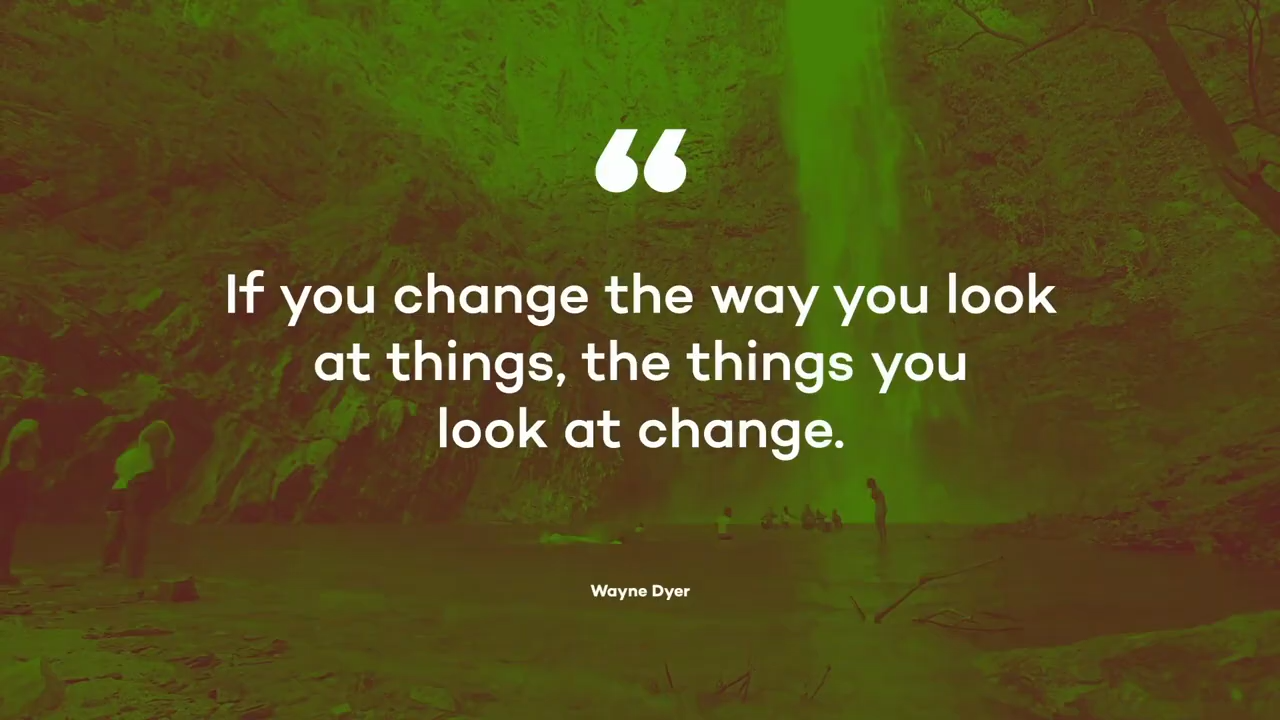 “
If you change the way you look
at things, the things you
look at change.
Wayne Dyer